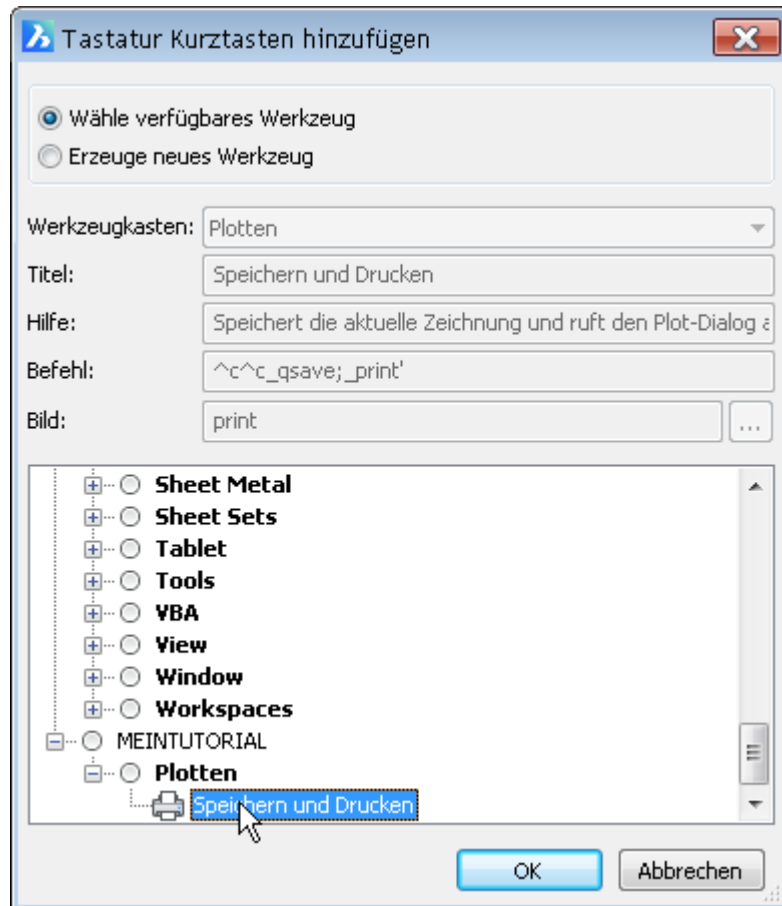 Tastatur Kurztasten hinzufügen
Wähle verfügbares Werkzeug
Erzeuge neues Werkzeug
Werkzeugkasten: Plotten
Titel: Speichern und Drucken
Hilfe: Speichert die aktuelle Zeichnung und ruft den Plot-Dialog a
Befehl: ^c^c_qsave;_print'
Bild: print ...
Sheet Metal
Sheet Sets
Tablet
Tools
VBA
View
Window
Workspaces
MEINTUTORIAL
Plotten
Speichern und Drucken
OK Abbrechen